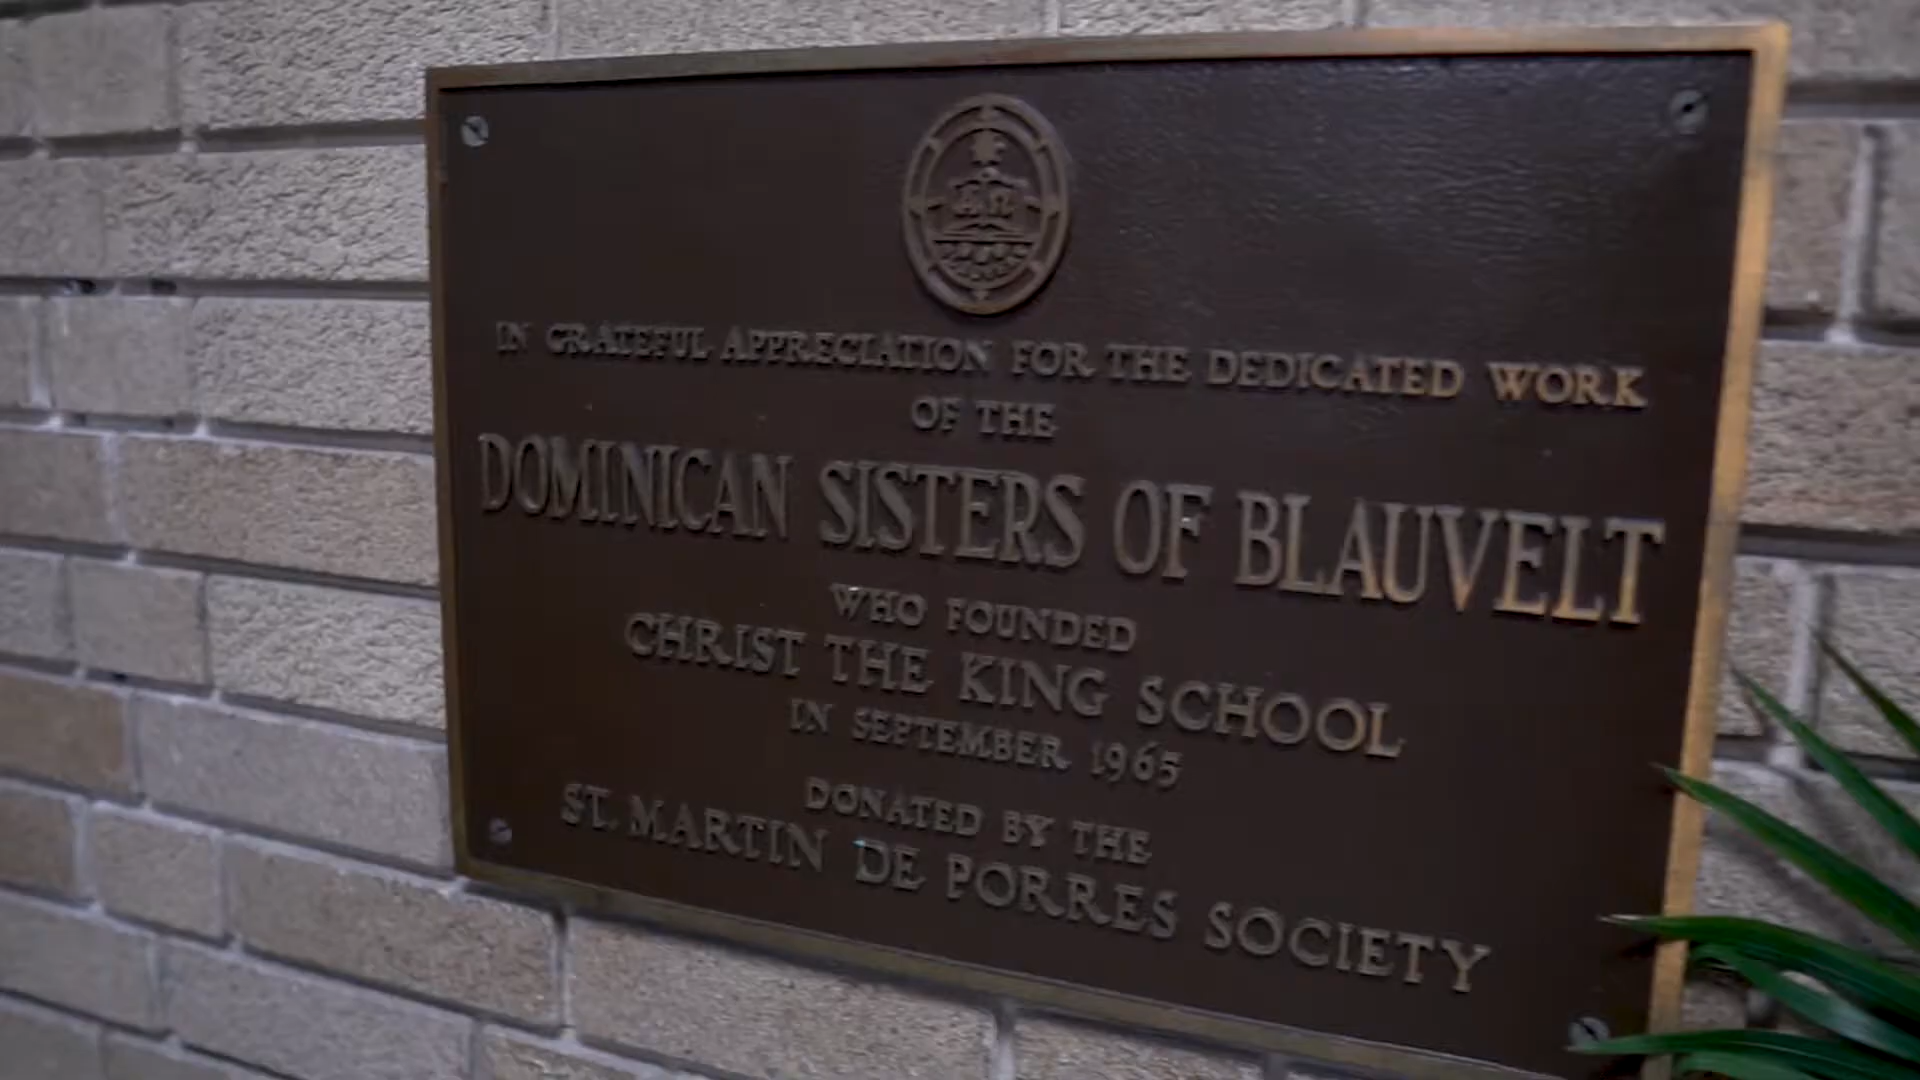 ΑΩ
IN GRATEFUL APPRECIATION FOR THE DEDICATED WORK
OF THE
DOMINICAN SISTERS OF BLAUVELT
WHO FOUNDED
CHRIST THE KING SCHOOL
IN SEPTEMBER 1965
DONATED BY THE
ST. MARTIN DE PORRES SOCIETY